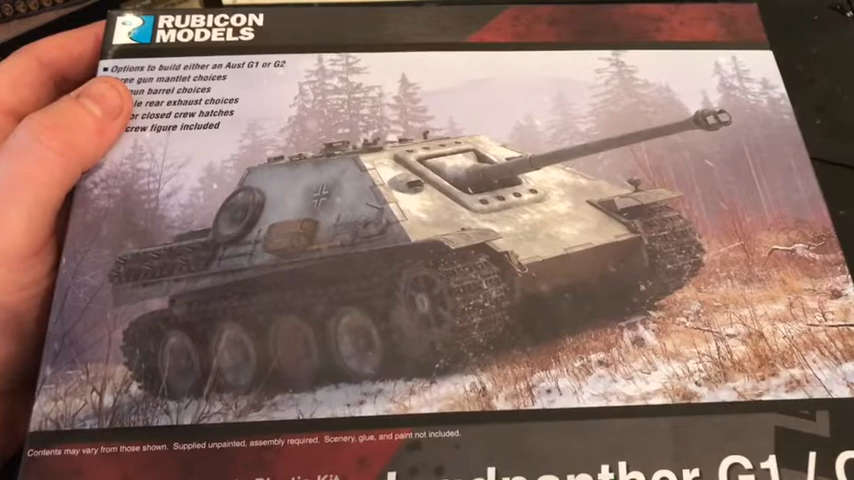 RUBICON
MODELS
Options to build either an Ausf G1 or G2
gun mantlet choices
gun barrel choices
rear exhaust choices
or closed crew hatches
crew figure included
Contents may vary from those shown. Supplied unpainted, assembly required. Scenery, glue, and paint not included.
G1 /